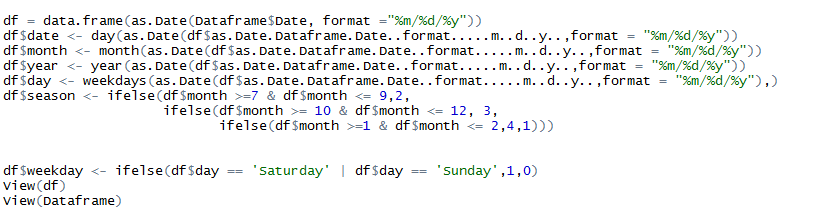 df = data.frame(as.Date(Dataframe$Date, format ="%m/%d/%y"))
df$date <- day(as.Date(df$as.Date.Dataframe.Date..format.....m..d..y..,format = "%m/%d/%y"))
df$month <- month(as.Date(df$as.Date.Dataframe.Date..format.....m..d..y..,format = "%m/%d/%y"))
df$year <- year(as.Date(df$as.Date.Dataframe.Date..format.....m..d..y..,format = "%m/%d/%y"))
df$day <- weekdays(as.Date(df$as.Date.Dataframe.Date..format.....m..d..y..,format = "%m/%d/%y"),)
df$season <- ifelse(df$month >=7 & df$month <= 9,2,
ifelse(df$month >= 10 & df$month <= 12, 3,
ifelse(df$month >=1 & df$month <= 2,4,1)))
df$weekday <- ifelse(df$day == 'Saturday' | df$day == 'Sunday',1,0)
View(df)
View(Dataframe)